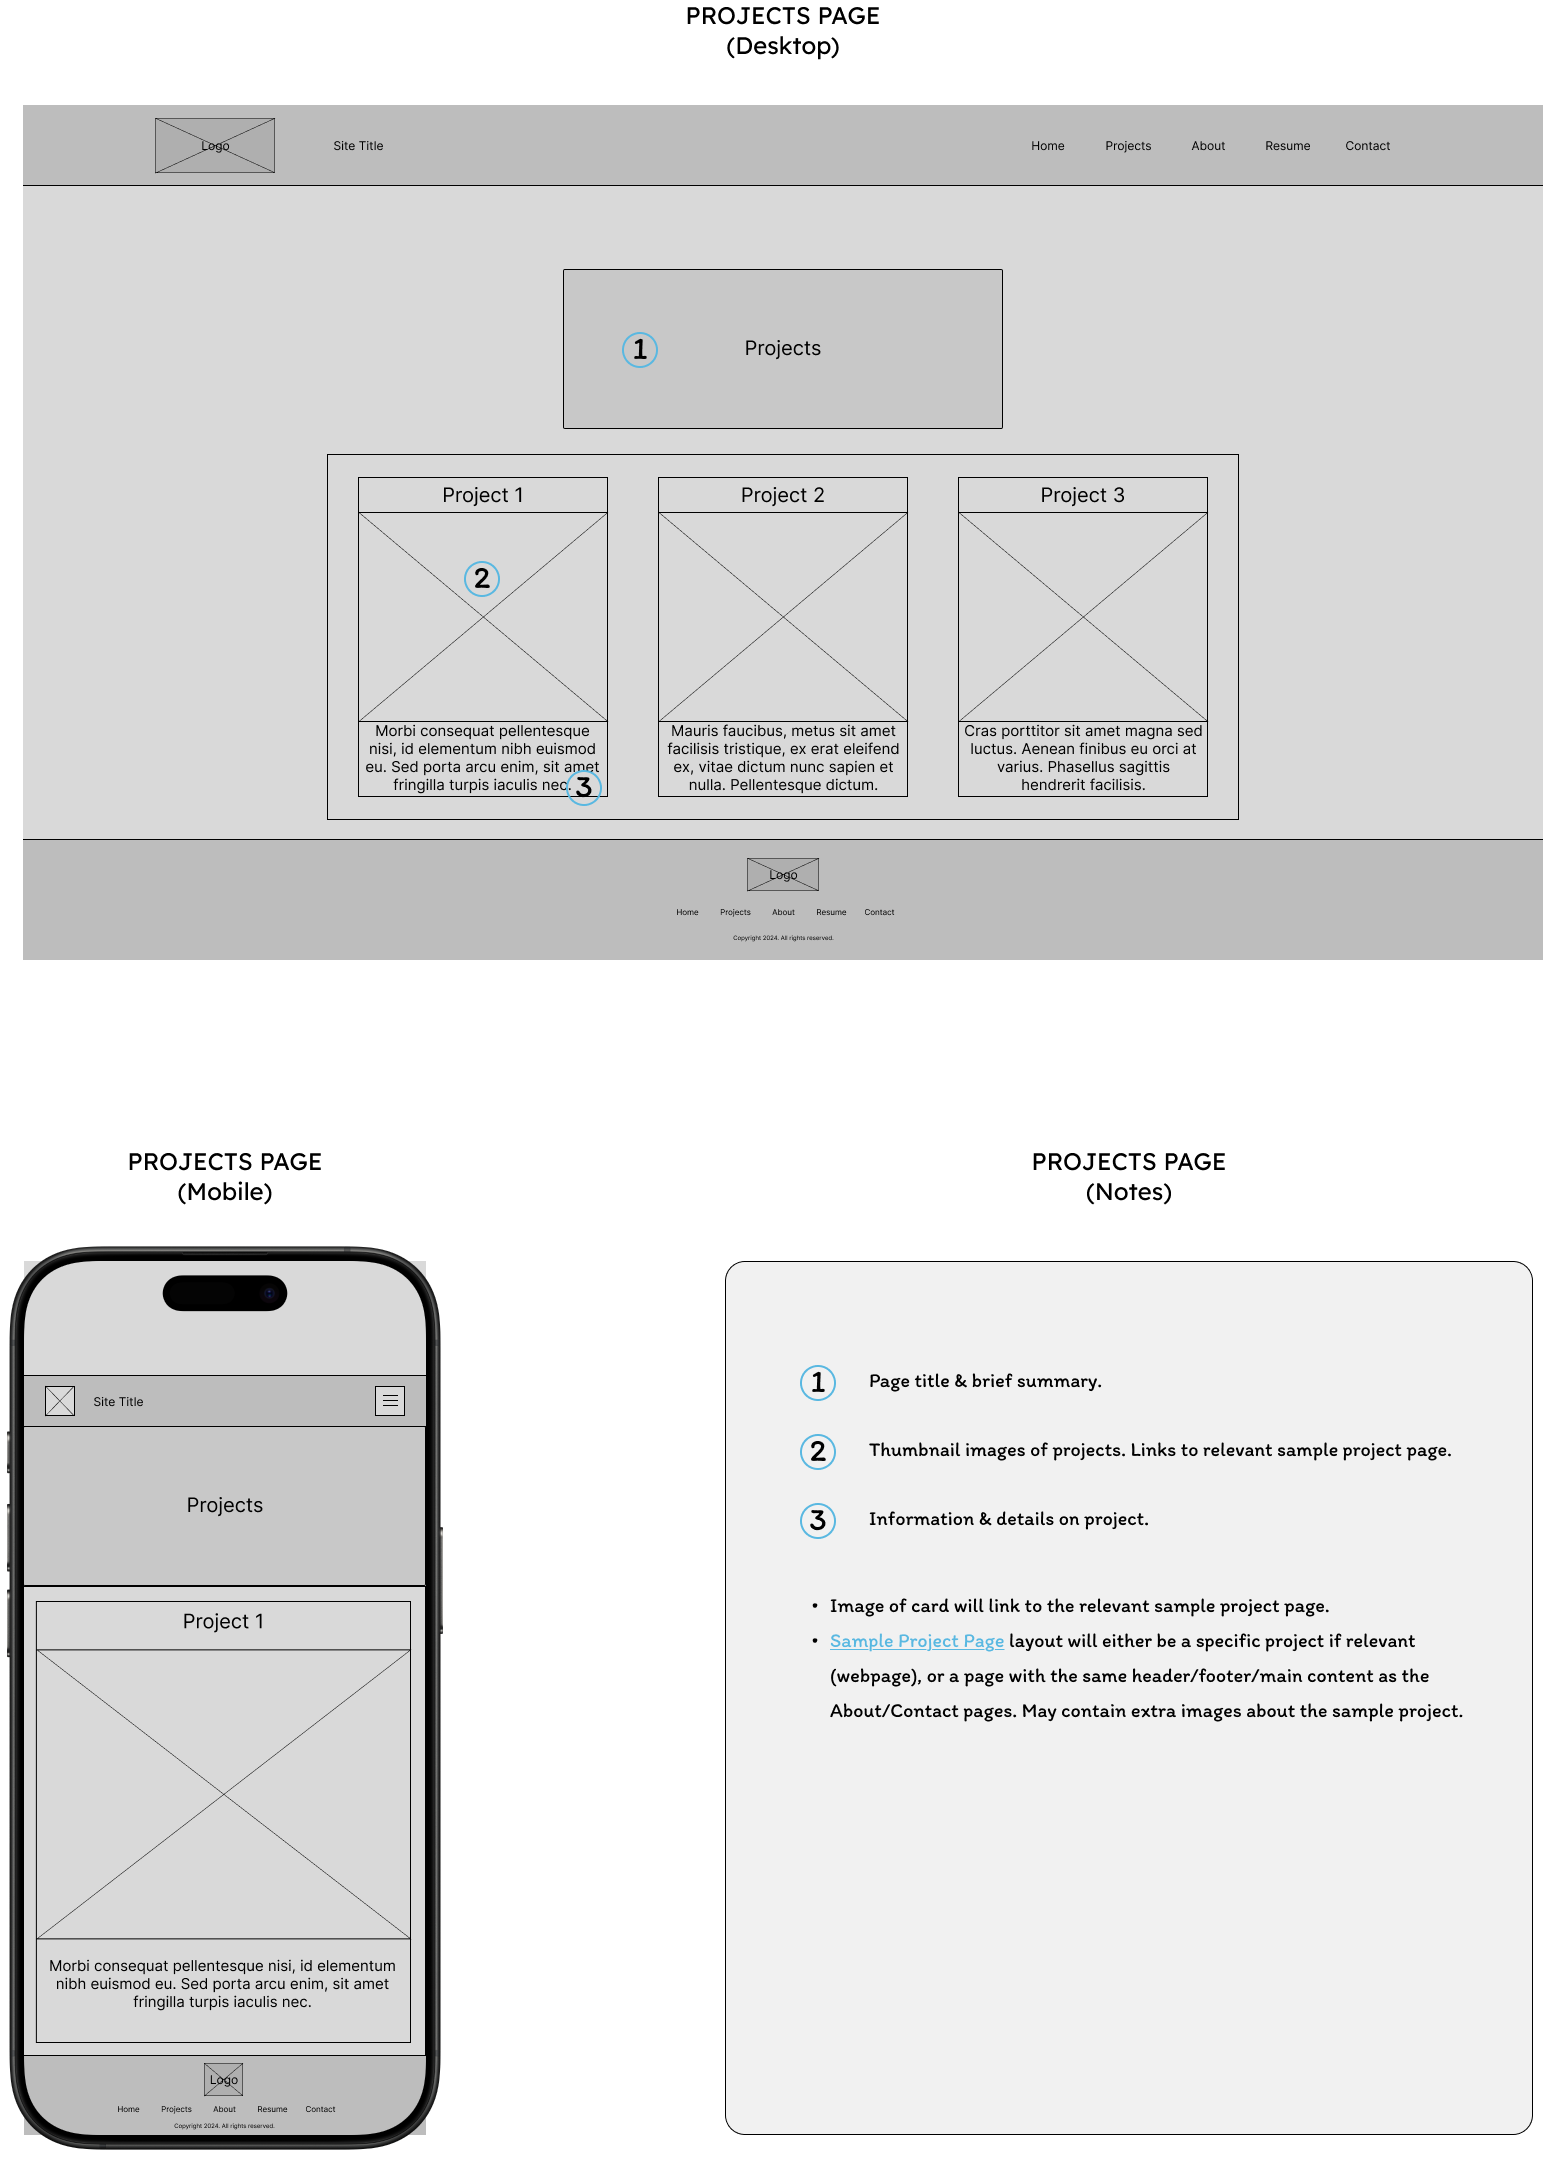 PROJECTS PAGE
(Desktop)
Logo
Site Title
Home Projects About Resume Contact
1
Projects
Project 1
2
Morbi consequat pellentesque
nisi, id elementum nibh euismod
eu. Sed porta arcu enim, sit amet
fringilla turpis iaculis nec.
3
Project 2
Mauris faucibus, metus sit amet
facilisis tristique, ex erat eleifend
ex, vitae dictum nunc sapien et
nulla. Pellentesque dictum.
Project 3
Cras porttitor sit amet magna sed
luctus. Aenean finibus eu orci at
varius. Phasellus sagittis
hendrerit facilisis.
Logo
Home Projects About Resume Contact
Copyright 2024. All rights reserved.
PROJECTS PAGE
(Mobile)
Site Title
Projects
Project 1
Morbi consequat pellentesque nisi, id elementum
nibh euismod eu. Sed porta arcu enim, sit amet
fringilla turpis iaculis nec.
Logo
Home Projects About Resume Contact
Copyright 2024. All rights reserved.
PROJECTS PAGE
(Notes)
1 Page title & brief summary.
2 Thumbnail images of projects. Links to relevant sample project page.
3 Information & details on project.
• Image of card will link to the relevant sample project page.
• Sample Project Page layout will either be a specific project if relevant
(webpage), or a page with the same header/footer/main content as the
About/Contact pages. May contain extra images about the sample project.